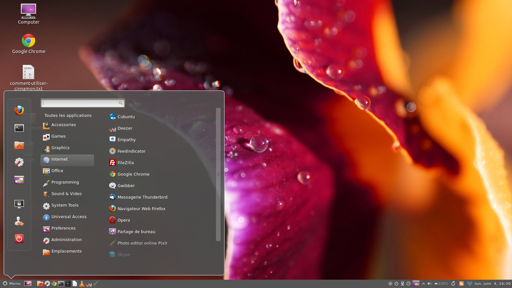 Computer
Google Chrome
comment-utiliser-
cinnamon.txt
Toutes les applications
Accessories
Games
Graphics
Internet
Office
Programming
Sound & Video
System Tools
Universal Access
Preferences
Administration
Emplacements
Cubuntu
Deezer
Empathy
FeedIndicator
FileZilla
Google Chrome
Gwibber
Messagerie Thunderbird
Navigateur Web Firefox
Opera
Partage de bureau
Photo editor online Pixlr
Skype
Menu